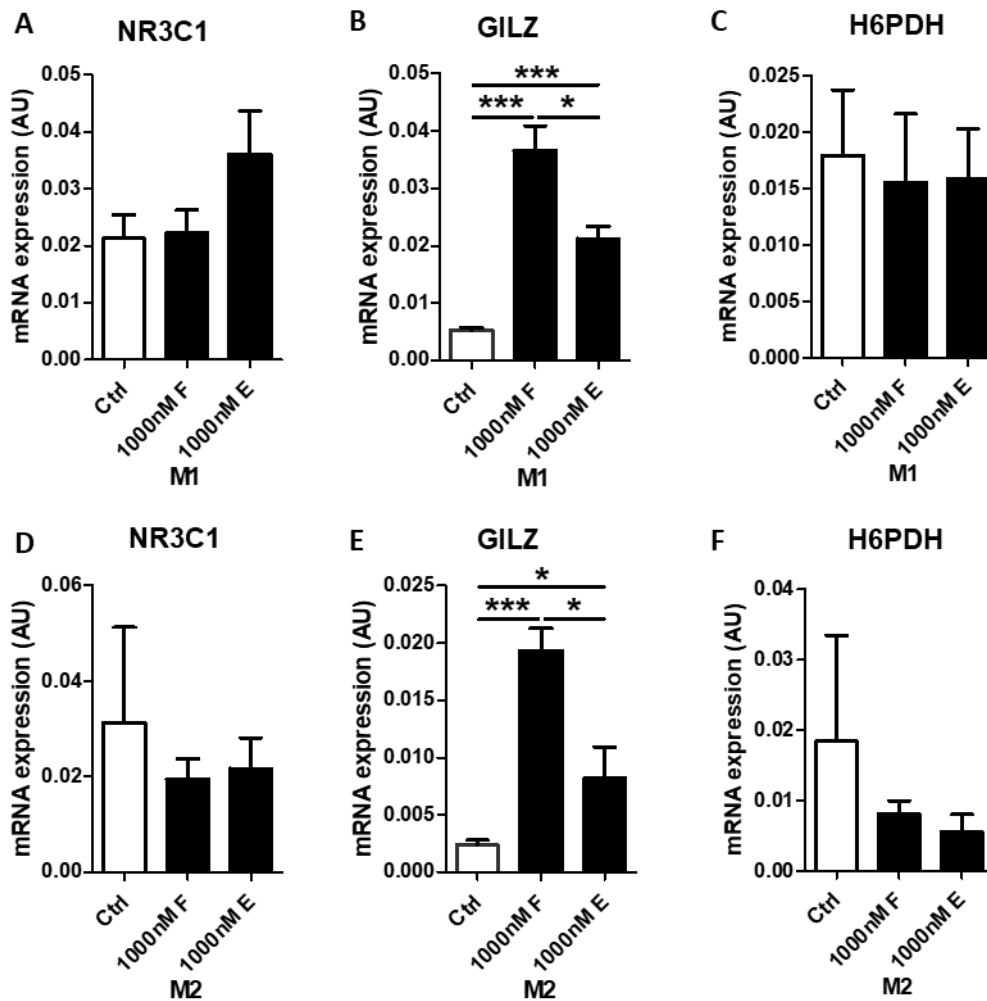 A
NR3C1
mRNA expression (AU)
0.05
0.04
0.03
0.02
0.01
0.00
Ctrl
1000nM F
1000nM E
M1
B
GILZ
mRNA expression (AU)
0.05
0.04
0.03
0.02
0.01
0.00
***
*** *
Ctrl
1000nM F
1000nM E
M1
C
H6PDH
mRNA expression (AU)
0.025
0.020
0.015
0.010
0.005
0.000
Ctrl
1000nM F
1000nM E
M1
D
NR3C1
mRNA expression (AU)
0.06
0.04
0.02
0.00
Ctrl
1000nM F
1000nM E
M2
E
GILZ
mRNA expression (AU)
0.025
0.020
0.015
0.010
0.005
0.000
*
*** *
Ctrl
1000nM F
1000nM E
M2
F
H6PDH
mRNA expression (AU)
0.04
0.03
0.02
0.01
0.00
Ctrl
1000nM F
1000nM E
M2